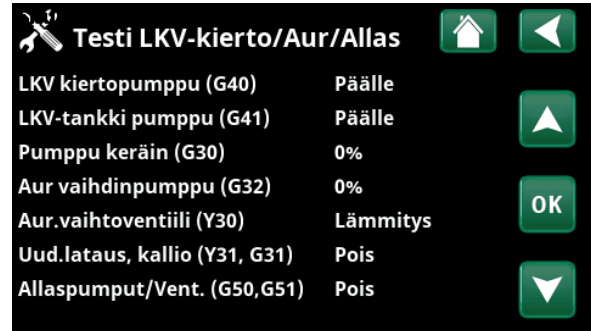 Testi LKV-kierto/Aur/Allas
LKV kiertopumppu (G40) Päälle
LKV-tankki pumppu (G41) Päälle
Pumppu keräin (G30) 0%
Aur vaihdinpumppu (G32) 0%
Aur.vaihtoventiili (Y30) Lämmitys
Uud.lataus, kallio (Y31, G31) Pois
Allaspumput/Vent. (G50,G51) Pois
OK